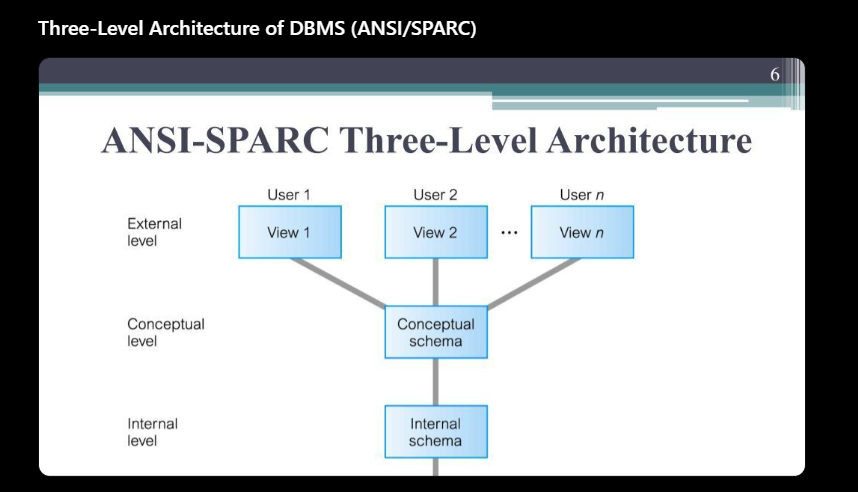 Three-Level Architecture of DBMS (ANSI/SPARC)
6
ANSI-SPARC Three-Level Architecture
User 1
User 2
User n
External
level
View 1
View 2
...
View n
Conceptual
level
Conceptual
schema
Internal
level
Internal
schema